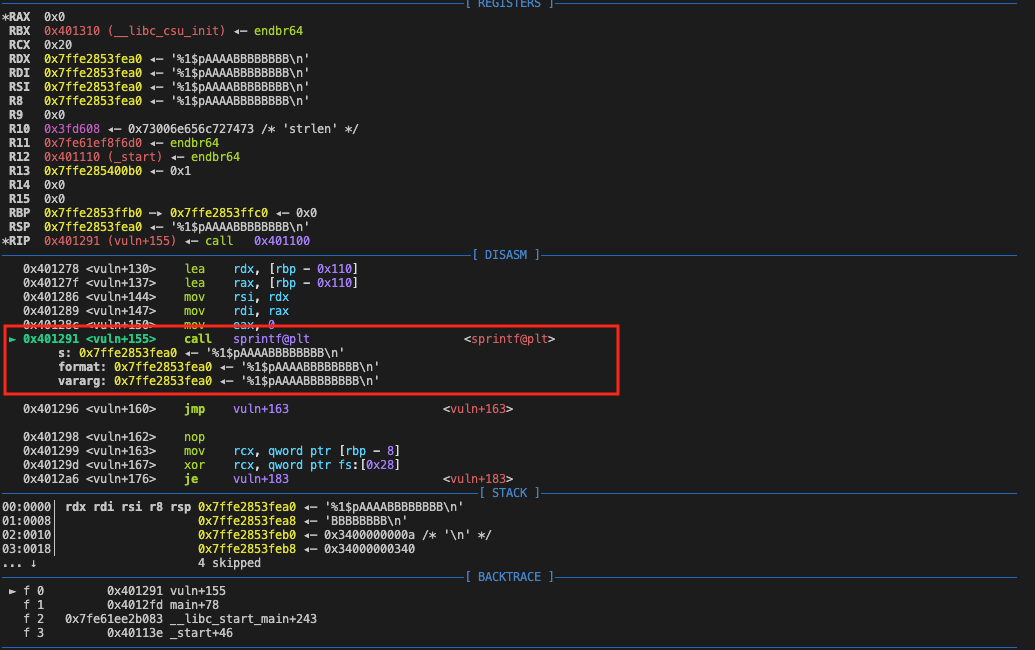 [ REGISTERS ]
*RAX  0x0
 RBX  0x401310 (__libc_csu_init) ◂— endbr64
 RCX  0x20
 RDX  0x7ffe2853fea0 ◂— '%1$pAAAABBBBBBBB\n'
 RDI  0x7ffe2853fea0 ◂— '%1$pAAAABBBBBBBB\n'
 RSI  0x7ffe2853fea0 ◂— '%1$pAAAABBBBBBBB\n'
 R8   0x7ffe2853fea0 ◂— '%1$pAAAABBBBBBBB\n'
 R9   0x0
 R10  0x3fd608 ◂— 0x73006e656c727473 /* 'strlen' */
 R11  0x7fe61ef8f6d0 ◂— endbr64
 R12  0x401110 (_start) ◂— endbr64
 R13  0x7ffe285400b0 ◂— 0x1
 R14  0x0
 R15  0x0
 RBP  0x7ffe2853ffb0 —▸ 0x7ffe2853ffc0 ◂— 0x0
 RSP  0x7ffe2853fea0 ◂— '%1$pAAAABBBBBBBB\n'
*RIP  0x401291 (vuln+155) ◂— call   0x401100
[ DISASM ]
   0x401278 <vuln+130>    lea    rdx, [rbp - 0x110]
   0x40127f <vuln+137>    lea    rax, [rbp - 0x110]
   0x401286 <vuln+144>    mov    rsi, rdx
   0x401289 <vuln+147>    mov    rdi, rax
   0x40128c <vuln+150>    mov    eax, 0
 ► 0x401291 <vuln+155>    call   sprintf@plt                      <sprintf@plt>
        s: 0x7ffe2853fea0 ◂— '%1$pAAAABBBBBBBB\n'
        format: 0x7ffe2853fea0 ◂— '%1$pAAAABBBBBBBB\n'
        vararg: 0x7ffe2853fea0 ◂— '%1$pAAAABBBBBBBB\n'
   0x401296 <vuln+160>    jmp    vuln+163                      <vuln+163>
   0x401298 <vuln+162>    nop
   0x401299 <vuln+163>    mov    rcx, qword ptr [rbp - 8]
   0x40129d <vuln+167>    xor    rcx, qword ptr fs:[0x28]
   0x4012a6 <vuln+176>    je     vuln+183                      <vuln+183>
[ STACK ]
00:0000│ rdx rdi rsi r8 rsp 0x7ffe2853fea0 ◂— '%1$pAAAABBBBBBBB\n'
01:0008│                    0x7ffe2853fea8 ◂— 'BBBBBBBB\n'
02:0010│                    0x7ffe2853feb0 ◂— 0x3400000000a /* '\n' */
03:0018│                    0x7ffe2853feb8 ◂— 0x34000000340
... ↓                       4 skipped
[ BACKTRACE ]
 ► f 0         0x401291 vuln+155
   f 1         0x4012fd main+78
   f 2   0x7fe61ee2b083 __libc_start_main+243
   f 3         0x40113e _start+46